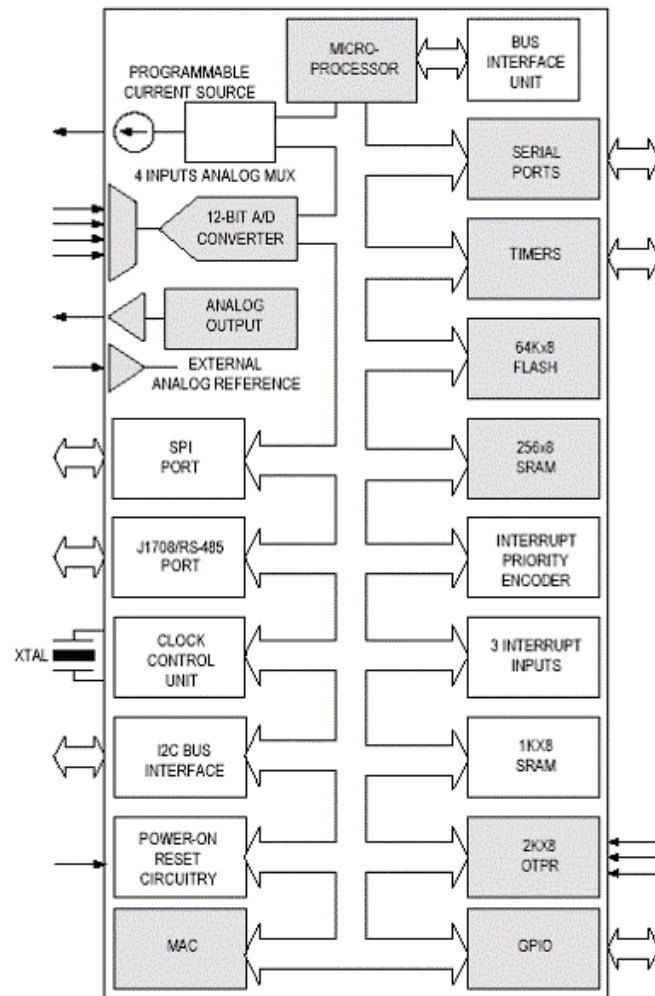 MICRO-
PROCESSOR
BUS
INTERFACE
UNIT
PROGRAMMABLE
CURRENT SOURCE
4 INPUTS ANALOG MUX
SERIAL
PORTS
12-BIT A/D
CONVERTER
TIMERS
ANALOG
OUTPUT
64Kx8
FLASH
EXTERNAL
ANALOG REFERENCE
SPI
PORT
256x8
SRAM
J1708/RS-485
PORT
INTERRUPT
PRIORITY
ENCODER
XTAL
CLOCK
CONTROL
UNIT
3 INTERRUPT
INPUTS
I2C BUS
INTERFACE
1KX8
SRAM
POWER-ON
RESET
CIRCUITRY
2KX8
OTPR
MAC
GPIO